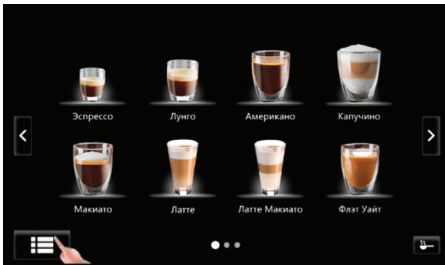 Эспрессо
Лунго
Американо
Капучино
Макиато
Латте
Латте Макиато
Флэт Уайт